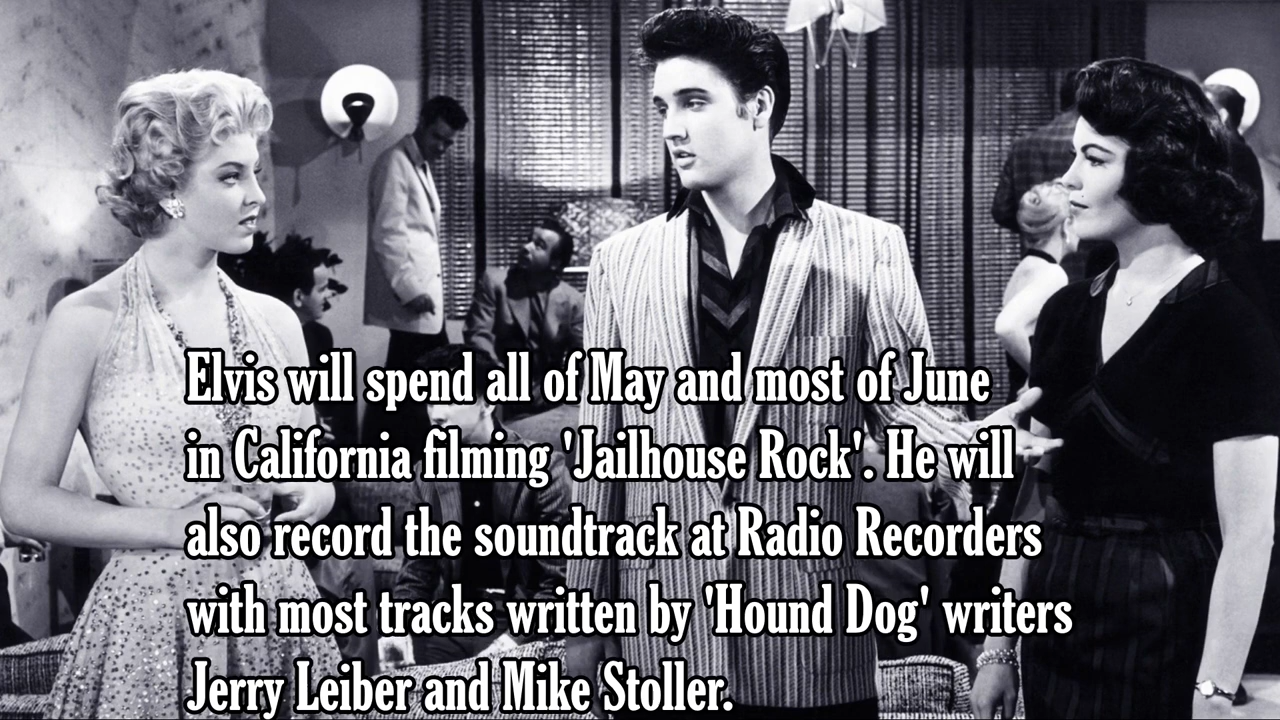 Elvis will spend all of May and most of June
in California filming 'Jailhouse Rock'. He will
also record the soundtrack at Radio Recorders
with most tracks written by 'Hound Dog' writers
Jerry Leiber and Mike Stoller.